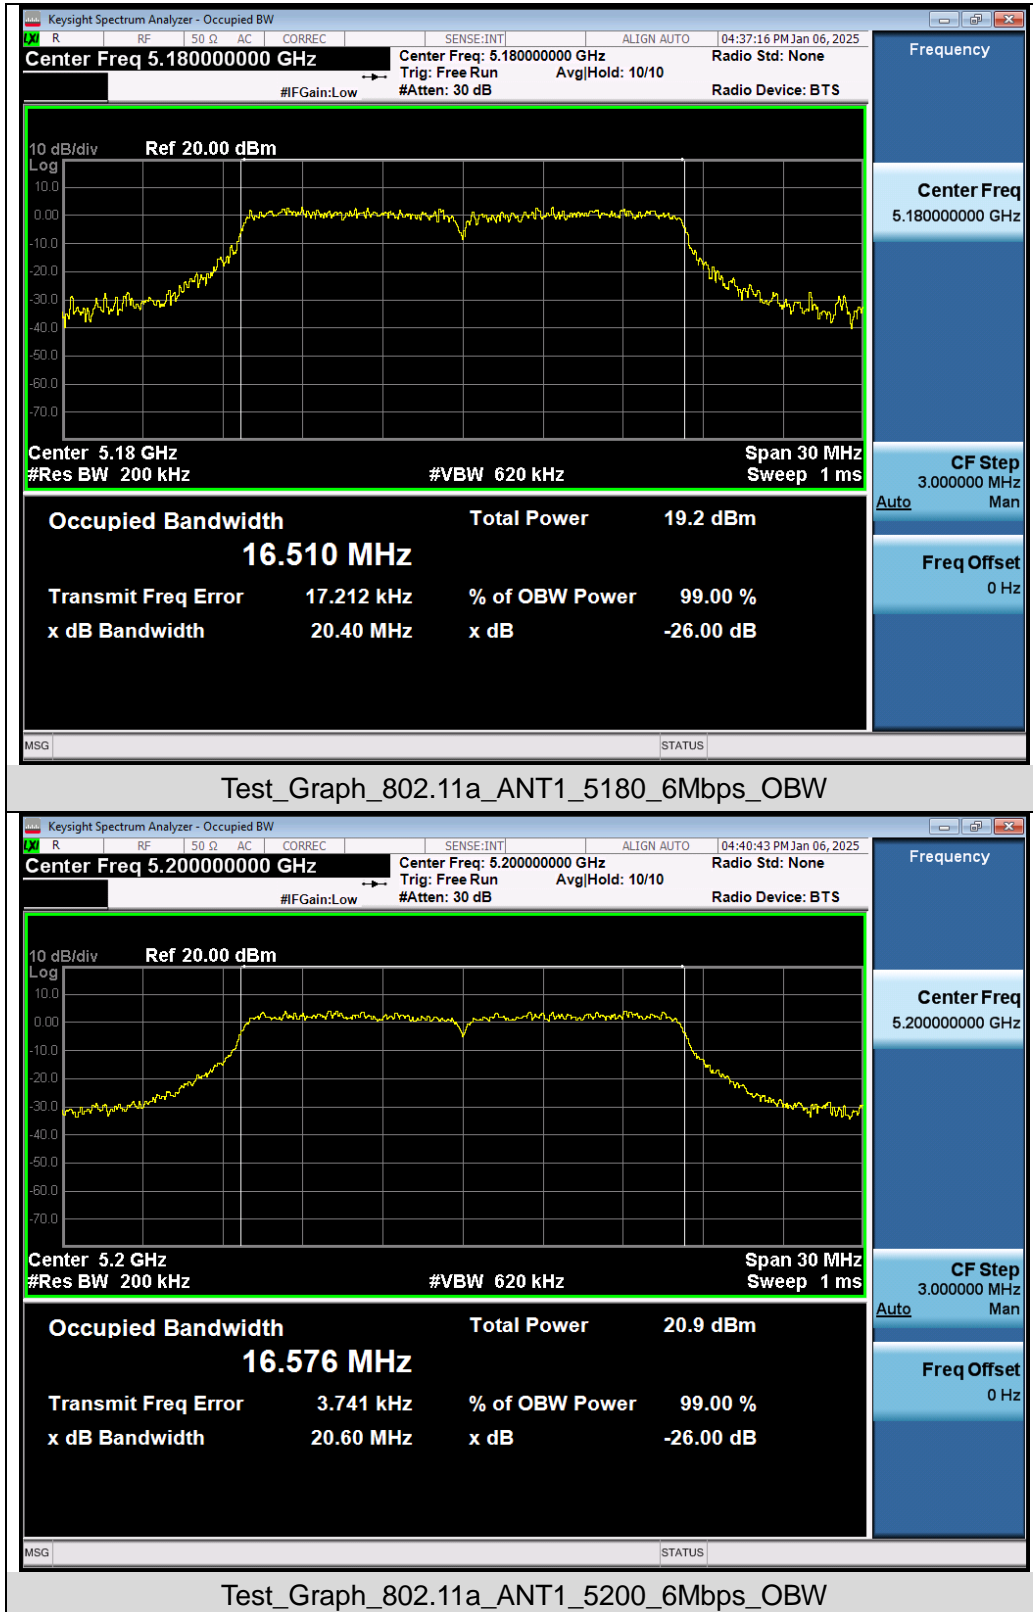 Keysight Spectrum Analyzer - Occupied BW
LXI R RF 50 Ω AC CORREC SENSE:INT ALIGN AUTO 04:37:16 PM Jan 06, 2025
Center Freq 5.180000000 GHz
Center Freq: 5.180000000 GHz Radio Std: None
Trig: Free Run Avg|Hold: 10/10
#IFGain:Low #Atten: 30 dB Radio Device: BTS
Frequency
10 dB/div Ref 20.00 dBm
Log
10.0
0.00
-10.0
-20.0
-30.0
-40.0
-50.0
-60.0
-70.0
Center Freq
5.180000000 GHz
Center 5.18 GHz Span 30 MHz
#Res BW 200 kHz #VBW 620 kHz Sweep 1 ms
CF Step
3.000000 MHz
Auto Man
Freq Offset
0 Hz
Occupied Bandwidth Total Power 19.2 dBm
16.510 MHz
Transmit Freq Error 17.212 kHz % of OBW Power 99.00 %
x dB Bandwidth 20.40 MHz x dB -26.00 dB
MSG STATUS
Test_Graph_802.11a_ANT1_5180_6Mbps_OBW
Keysight Spectrum Analyzer - Occupied BW
LXI R RF 50 Ω AC CORREC SENSE:INT ALIGN AUTO 04:40:43 PM Jan 06, 2025
Center Freq 5.200000000 GHz
Center Freq: 5.200000000 GHz Radio Std: None
Trig: Free Run Avg|Hold: 10/10
#IFGain:Low #Atten: 30 dB Radio Device: BTS
Frequency
10 dB/div Ref 20.00 dBm
Log
10.0
0.00
-10.0
-20.0
-30.0
-40.0
-50.0
-60.0
-70.0
Center Freq
5.200000000 GHz
Center 5.2 GHz Span 30 MHz
#Res BW 200 kHz #VBW 620 kHz Sweep 1 ms
CF Step
3.000000 MHz
Auto Man
Freq Offset
0 Hz
Occupied Bandwidth Total Power 20.9 dBm
16.576 MHz
Transmit Freq Error 3.741 kHz % of OBW Power 99.00 %
x dB Bandwidth 20.60 MHz x dB -26.00 dB
MSG STATUS
Test_Graph_802.11a_ANT1_5200_6Mbps_OBW